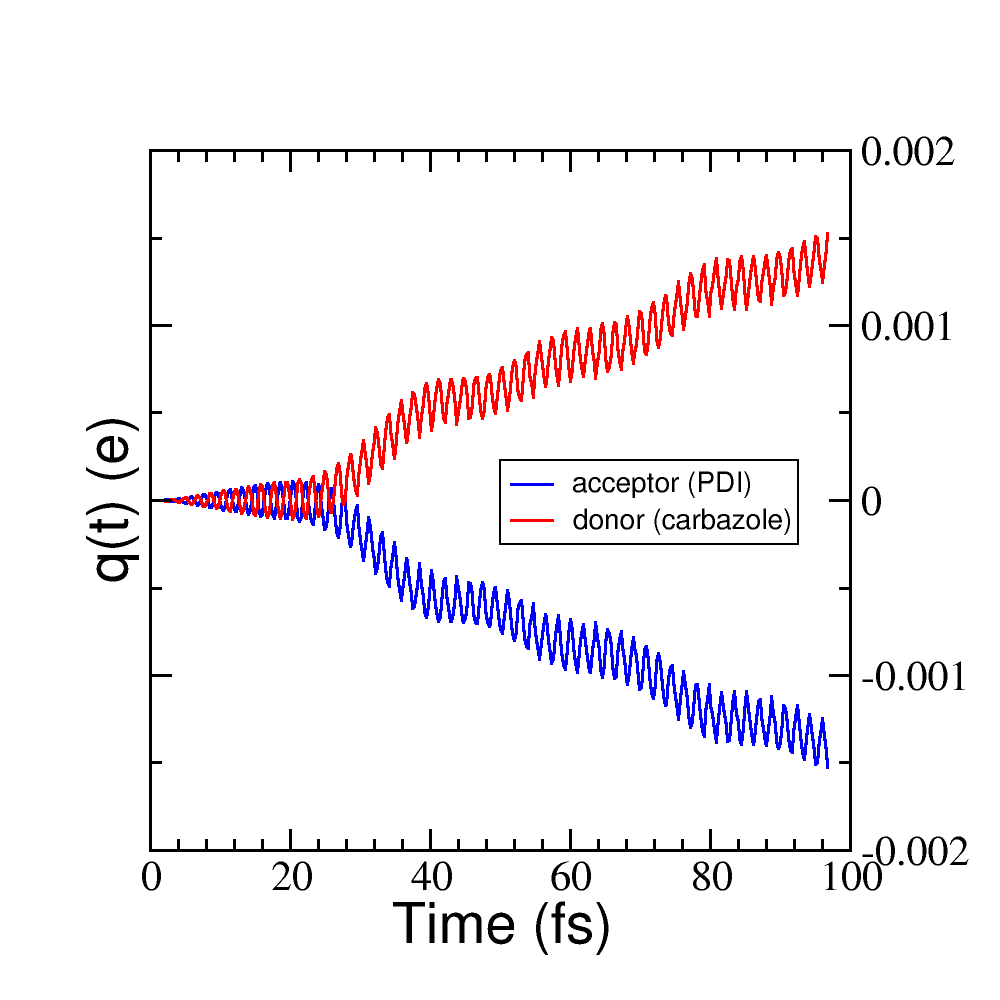 0.002
0.001
q(t) (e)
acceptor (PDI)
donor (carbazole)
0
-0.001
-0.002
0 20 40 60 80 100
Time (fs)